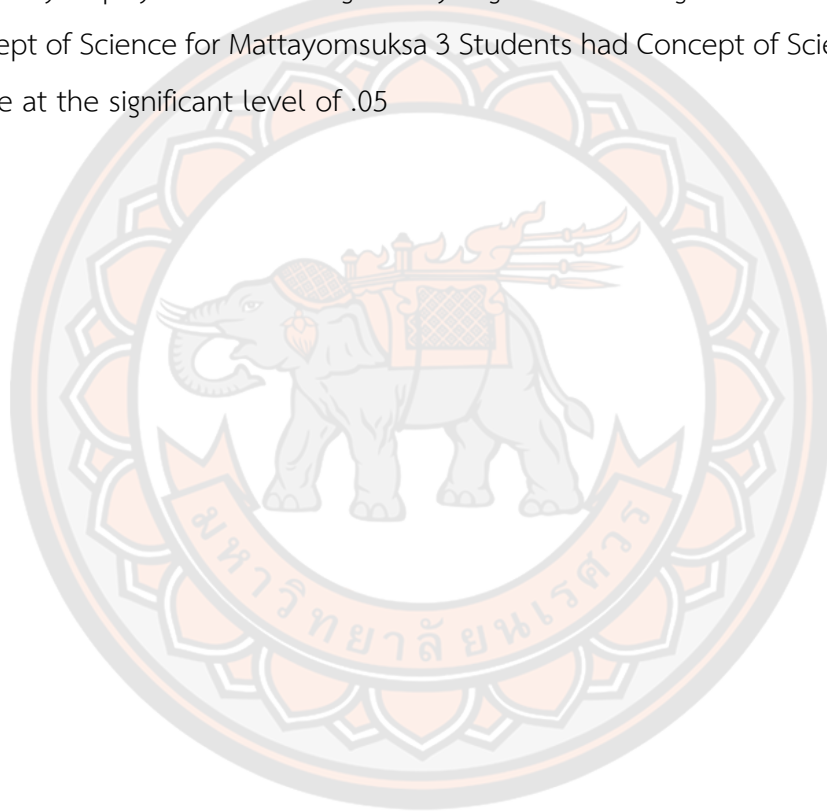 ept of Science for Mattayomsuksa 3 Students had Concept of Scie
e at the significant level of .05
มหาวิทยาลัยนเรศวร